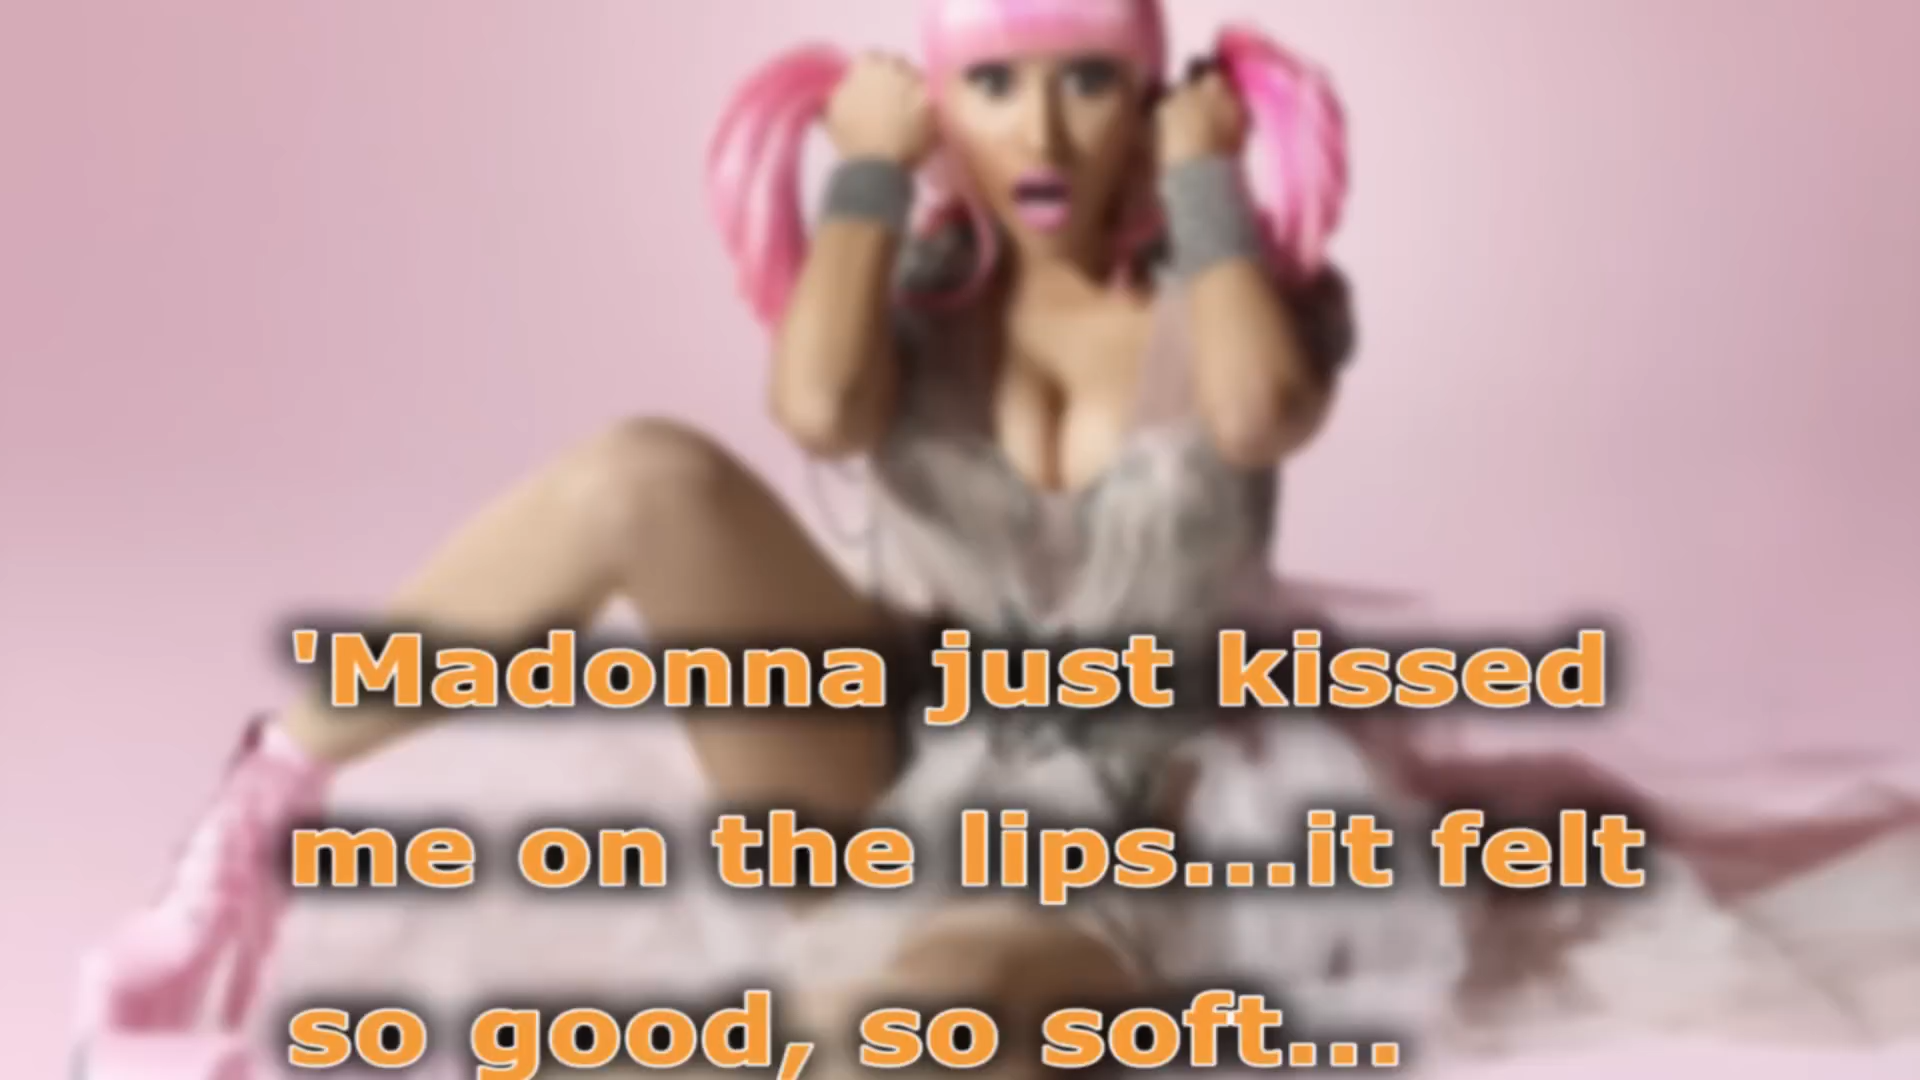 'Madonna just kissed
me on the lips...it felt
so good, so soft...